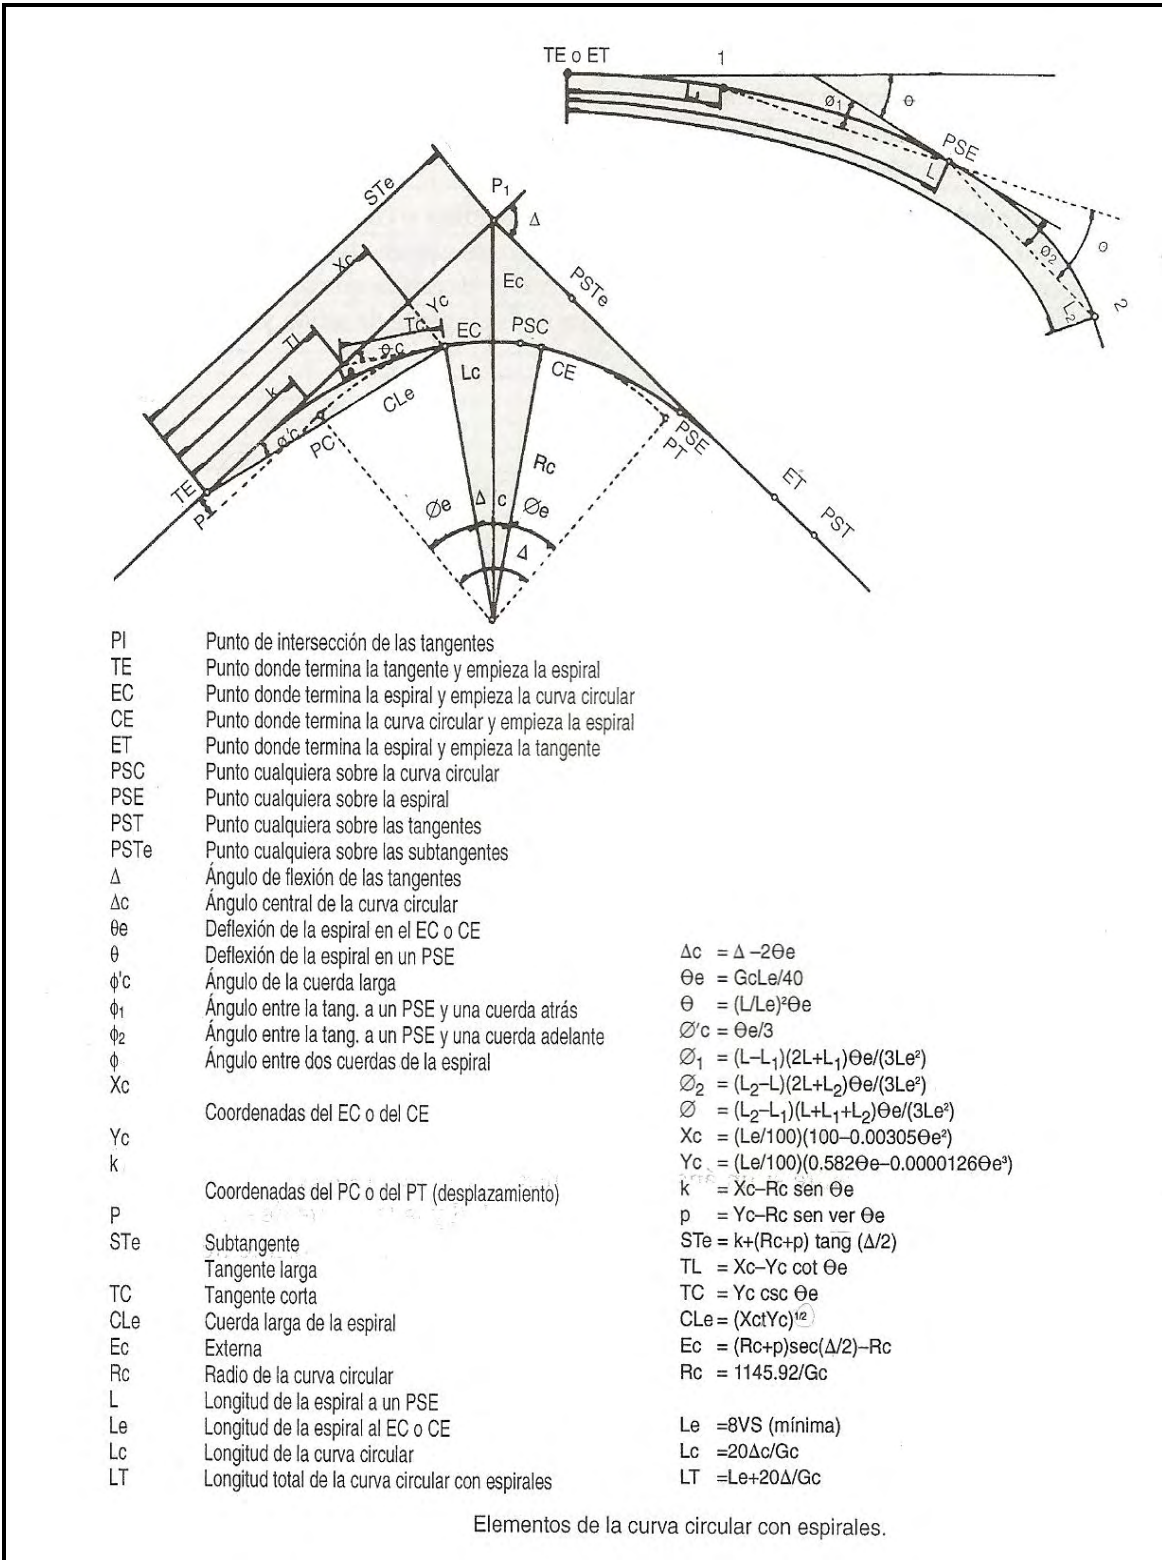 TE o ET
1
L₁
Ø1
Θ
PSE
L
Θ
Ø2
L₂
2
STe
P₁
Δ
Xc
Ec
PSTe
Yc
TL
Tc
EC
PSC
CE
k
Lc
CLe
ø'c
PC
PSE
PT
TE
P
Rc
ET
PST
Øe
Δ
c
Øe
Δ
PI Punto de intersección de las tangentes
TE Punto donde termina la tangente y empieza la espiral
EC Punto donde termina la espiral y empieza la curva circular
CE Punto donde termina la curva circular y empieza la espiral
ET Punto donde termina la espiral y empieza la tangente
PSC Punto cualquiera sobre la curva circular
PSE Punto cualquiera sobre la espiral
PST Punto cualquiera sobre las tangentes
PSTe Punto cualquiera sobre las subtangentes
Δ Ángulo de flexión de las tangentes
Δc Ángulo central de la curva circular
θe Deflexión de la espiral en el EC o CE
θ Deflexión de la espiral en un PSE
ϕ'c Ángulo de la cuerda larga
ϕ₁ Ángulo entre la tang. a un PSE y una cuerda atrás
ϕ₂ Ángulo entre la tang. a un PSE y una cuerda adelante
ϕ Ángulo entre dos cuerdas de la espiral
Xc
Coordenadas del EC o del CE
Yc
k
Coordenadas del PC o del PT (desplazamiento)
P
STe Subtangente
Tangente larga
TC Tangente corta
CLe Cuerda larga de la espiral
Ec Externa
Rc Radio de la curva circular
L Longitud de la espiral a un PSE
Le Longitud de la espiral al EC o CE
Lc Longitud de la curva circular
LT Longitud total de la curva circular con espirales
Δc = Δ –2Θe
Θe = GcLe/40
Θ = (L/Le)²Θe
Ø'c = Θe/3
Ø₁ = (L–L₁)(2L+L₁)Θe/(3Le²)
Ø₂ = (L₂–L)(2L+L₂)Θe/(3Le²)
Ø = (L₂–L₁)(L+L₁+L₂)Θe/(3Le²)
Xc = (Le/100)(100–0.00305Θe²)
Yc = (Le/100)(0.582Θe–0.0000126Θe³)
k = Xc–Rc sen Θe
p = Yc–Rc sen ver Θe
STe = k+(Rc+p) tang (Δ/2)
TL = Xc–Yc cot Θe
TC = Yc csc Θe
CLe = (XctYc)^1/2
Ec = (Rc+p)sec(Δ/2)–Rc
Rc = 1145.92/Gc
Le =8VS (mínima)
Lc =20Δc/Gc
LT =Le+20Δ/Gc
Elementos de la curva circular con espirales.